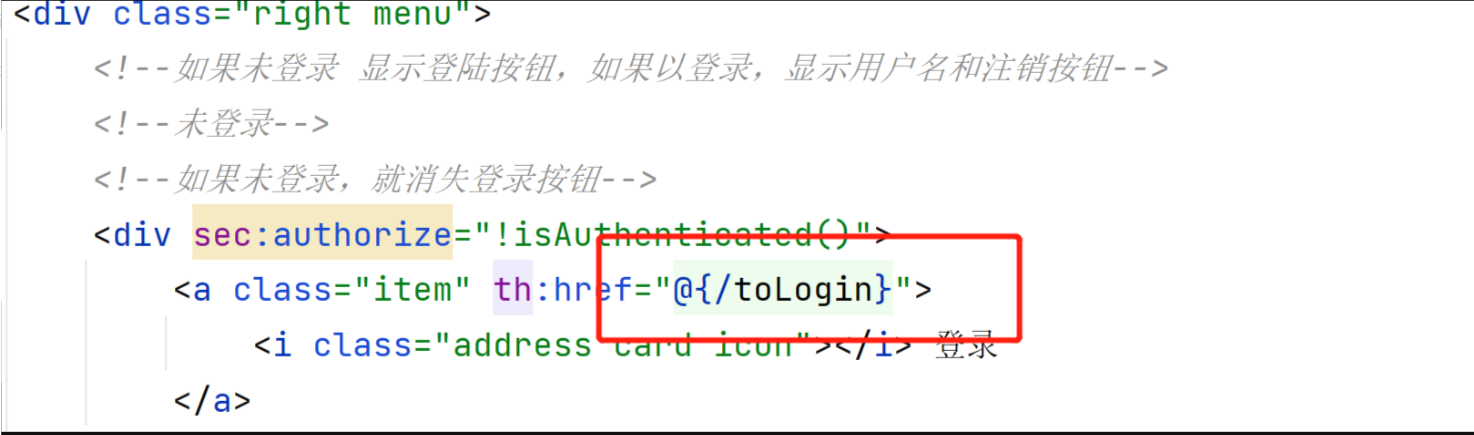 <div class="right menu">
<!--如果未登录 显示登陆按钮，如果以登录，显示用户名和注销按钮-->
<!--未登录-->
<!--如果未登录，就消失登录按钮-->
<div sec:authorize="!isAuthenticated()">
<a class="item" th:href="@{/toLogin}">
<i class="address card icon"></i> 登录
</a>